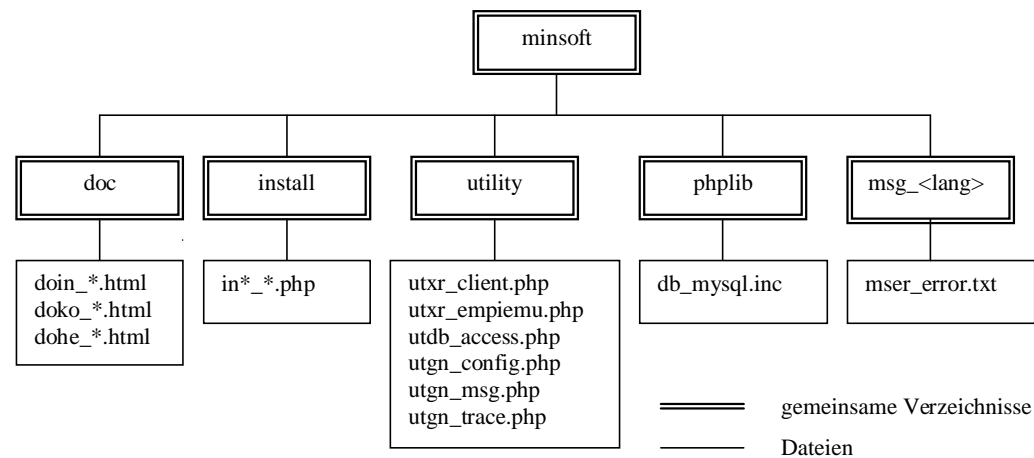 minsoft
doc
install
utility
phplib
msg_<lang>
doin_*.html
doko_*.html
dohe_*.html
in*_*.php
utxr_client.php
utxr_empiemu.php
utdb_access.php
utgn_config.php
utgn_msg.php
utgn_trace.php
db_mysql.inc
mser_error.txt
gemeinsame Verzeichnisse
Dateien